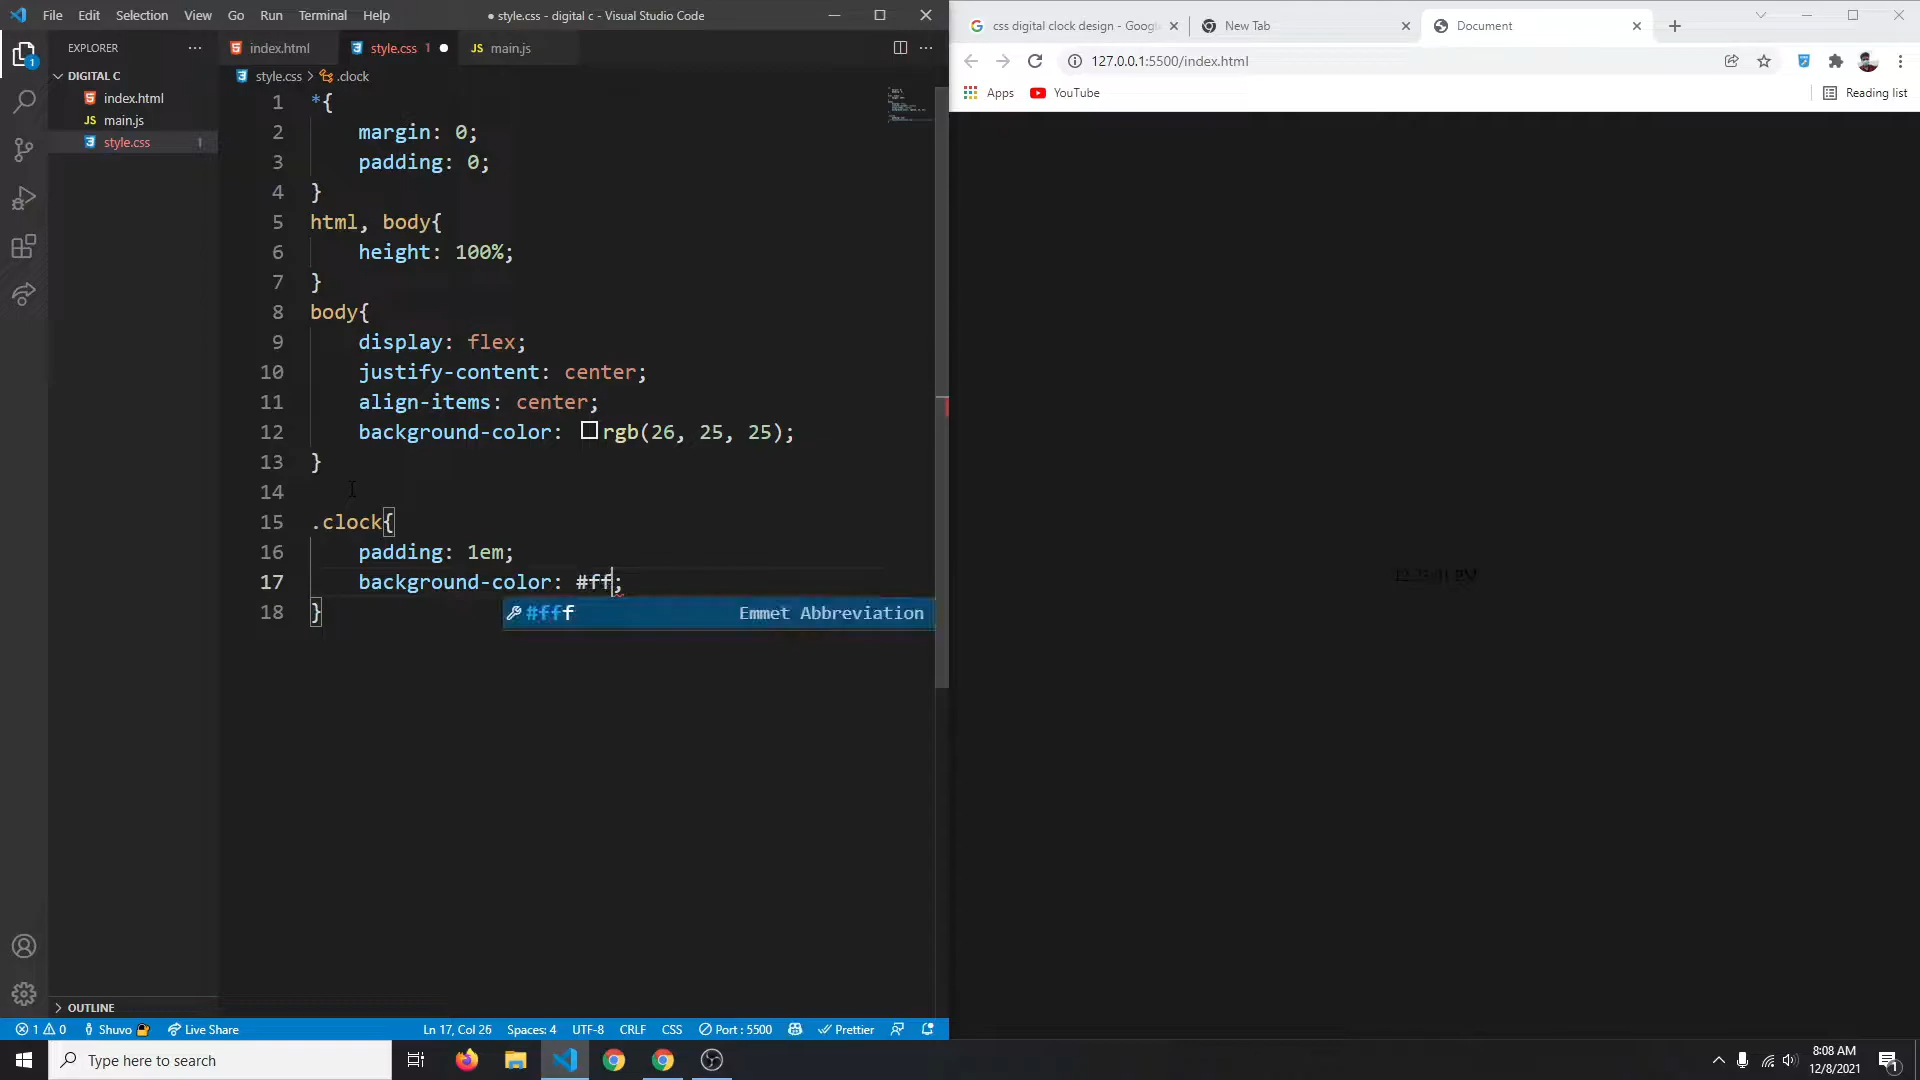 File Edit Selection View Go Run Terminal Help
● style.css - digital c - Visual Studio Code
EXPLORER
DIGITAL C
index.html
JS main.js
style.css 1
index.html
style.css 1
JS main.js
style.css > .clock
1 *{
2 margin: 0;
3 padding: 0;
4 }
5 html, body{
6 height: 100%;
7 }
8 body{
9 display: flex;
10 justify-content: center;
11 align-items: center;
12 background-color: rgb(26, 25, 25);
13 }
14
15 .clock{
16 padding: 1em;
17 background-color: #ff;
18 }
#fff Emmet Abbreviation
OUTLINE
1 0 Shuvo Live Share
Ln 17, Col 26 Spaces: 4 UTF-8 CRLF CSS Port : 5500 Prettier
css digital clock design - Googl
New Tab
Document
127.0.0.1:5500/index.html
Apps YouTube
Reading list
Type here to search
8:08 AM
12/8/2021
1